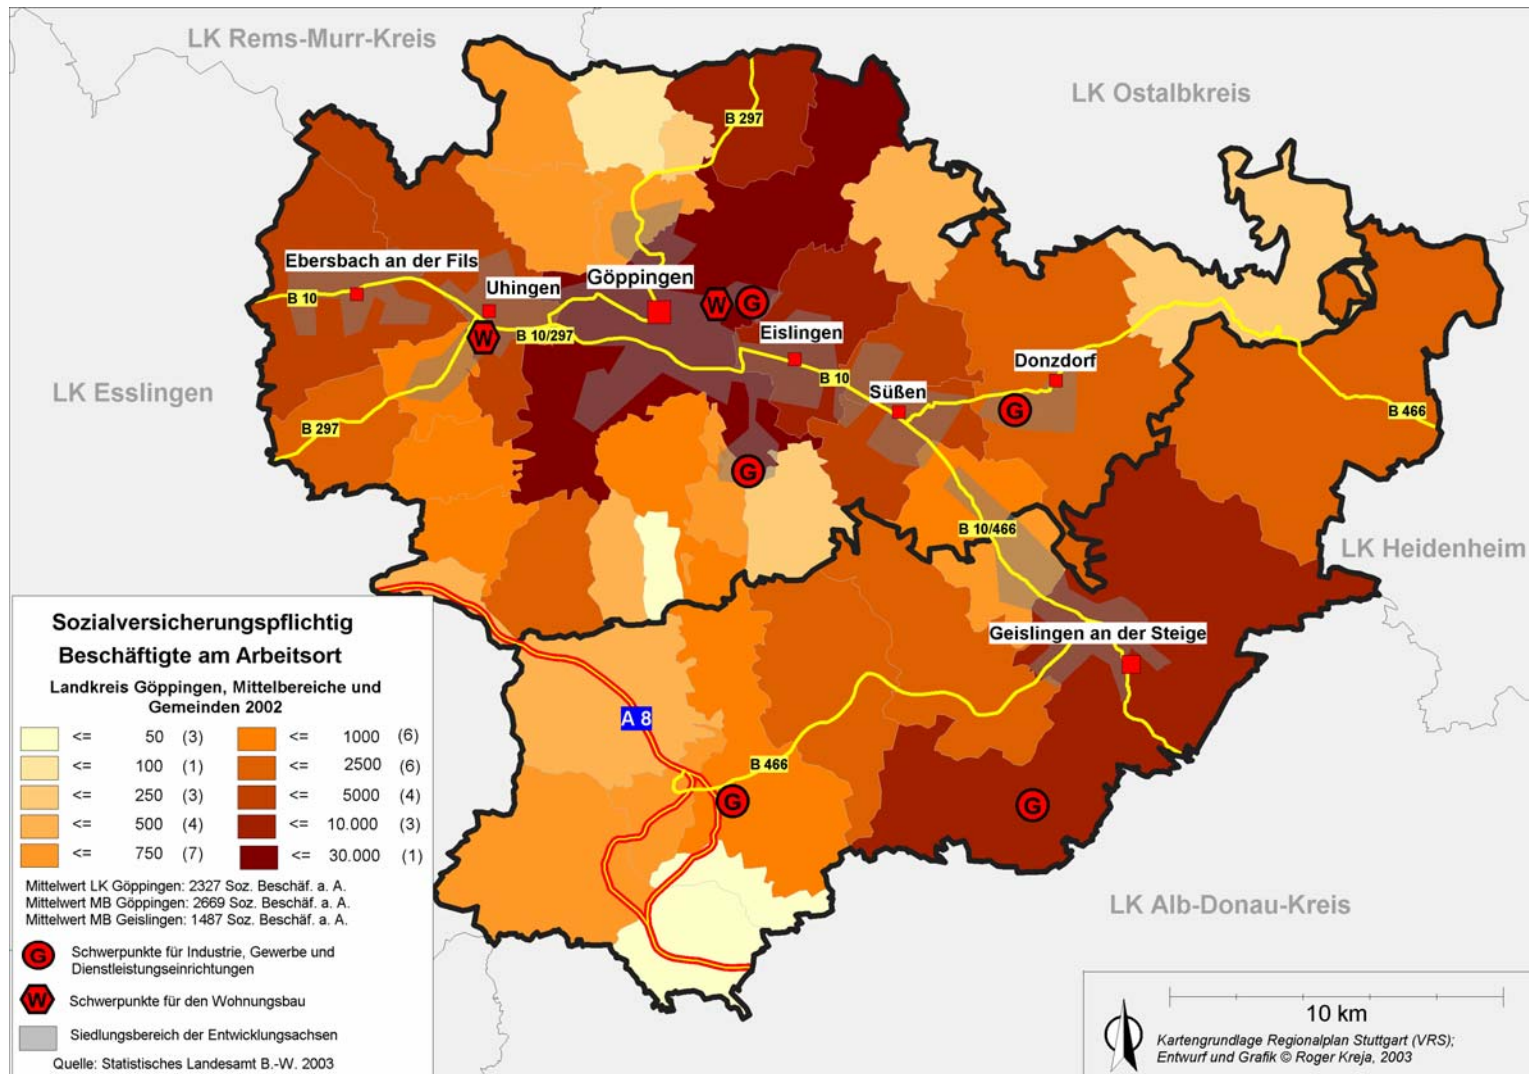 LK Rems-Murr-Kreis
LK Ostalbkreis
B 297
Ebersbach an der Fils
Göppingen
Uhingen
B 10
W
G
W
B 10/297
Eislingen
Donzdorf
B 10
Süßen
LK Esslingen
G
B 466
B 297
G
B 10/466
LK Heidenheim
Geislingen an der Steige
A 8
B 466
G
G
LK Alb-Donau-Kreis
Sozialversicherungspflichtig
Beschäftigte am Arbeitsort
Landkreis Göppingen, Mittelbereiche und
Gemeinden 2002
<= 50 (3) <= 1000 (6)
<= 100 (1) <= 2500 (6)
<= 250 (3) <= 5000 (4)
<= 500 (4) <= 10.000 (3)
<= 750 (7) <= 30.000 (1)
Mittelwert LK Göppingen: 2327 Soz. Beschäf. a. A.
Mittelwert MB Göppingen: 2669 Soz. Beschäf. a. A.
Mittelwert MB Geislingen: 1487 Soz. Beschäf. a. A.
G Schwerpunkte für Industrie, Gewerbe und
Dienstleistungseinrichtungen
W Schwerpunkte für den Wohnungsbau
Siedlungsbereich der Entwicklungsachsen
Quelle: Statistisches Landesamt B.-W. 2003
10 km
Kartengrundlage Regionalplan Stuttgart (VRS);
Entwurf und Grafik © Roger Kreja, 2003